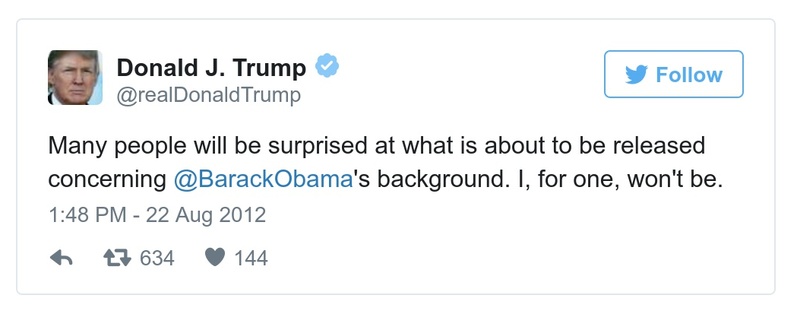 Donald J. Trump
@realDonaldTrump
Follow
Many people will be surprised at what is about to be released
concerning @BarackObama's background. I, for one, won't be.
1:48 PM - 22 Aug 2012
634 144